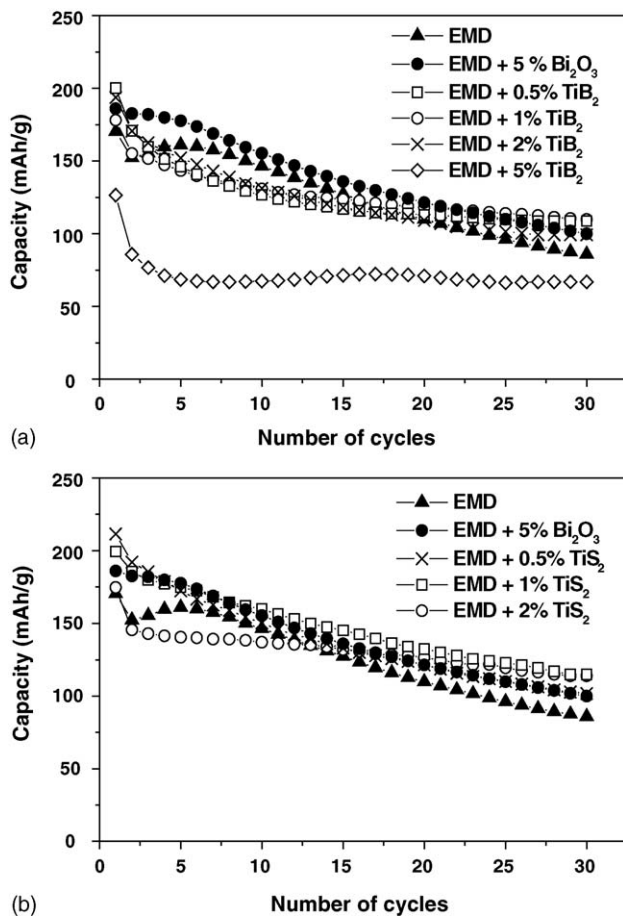 250
200
150
100
50
0
Capacity (mAh/g)
EMD
EMD + 5 % Bi₂O₃
EMD + 0.5% TiB₂
EMD + 1% TiB₂
EMD + 2% TiB₂
EMD + 5% TiB₂
0 5 10 15 20 25 30
(a)
Number of cycles
250
200
150
100
50
0
Capacity (mAh/g)
EMD
EMD + 5% Bi₂O₃
EMD + 0.5% TiS₂
EMD + 1% TiS₂
EMD + 2% TiS₂
0 5 10 15 20 25 30
(b)
Number of cycles